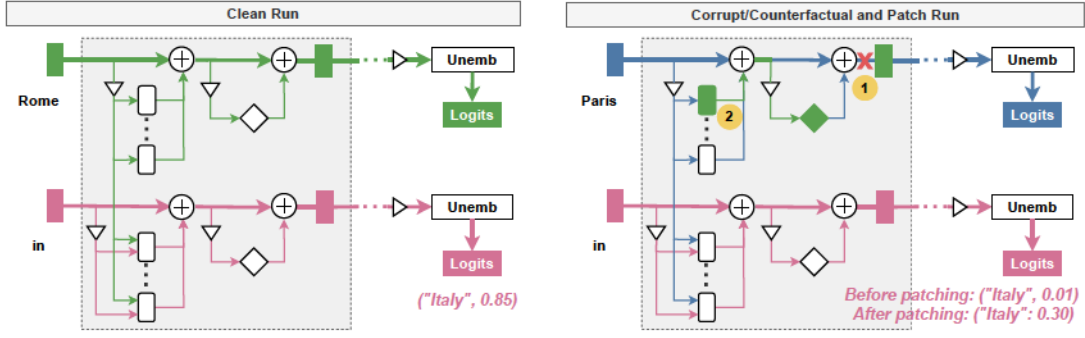 Clean Run
Rome
Unemb
Logits
in
Unemb
Logits
("Italy", 0.85)
Corrupt/Counterfactual and Patch Run
Paris
1
2
Unemb
Logits
in
Unemb
Logits
Before patching: ("Italy", 0.01)
After patching: ("Italy": 0.30)